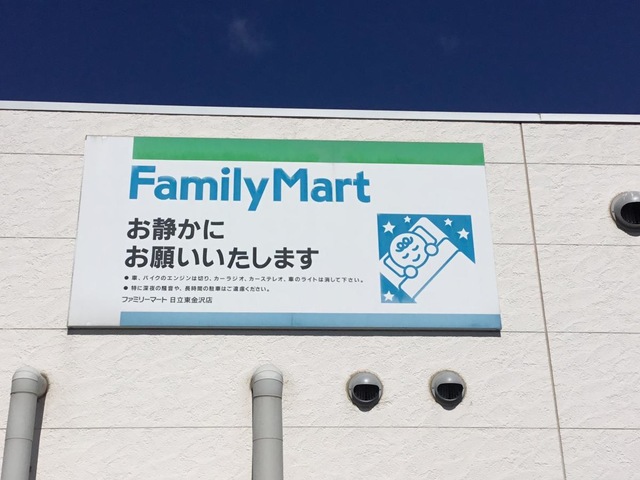 FamilyMart
お静かに
お願いいたします
● 車、バイクのエンジンは切り、カーラジオ、カーステレオ、車のライトは消して下さい。
● 特に深夜の騒音や、長時間の駐車はご遠慮ください。
ファミリーマート 日立東金沢店